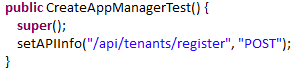 public CreateAppManagerTest() {
super();
setAPIInfo("/api/tenants/register", "POST");
}